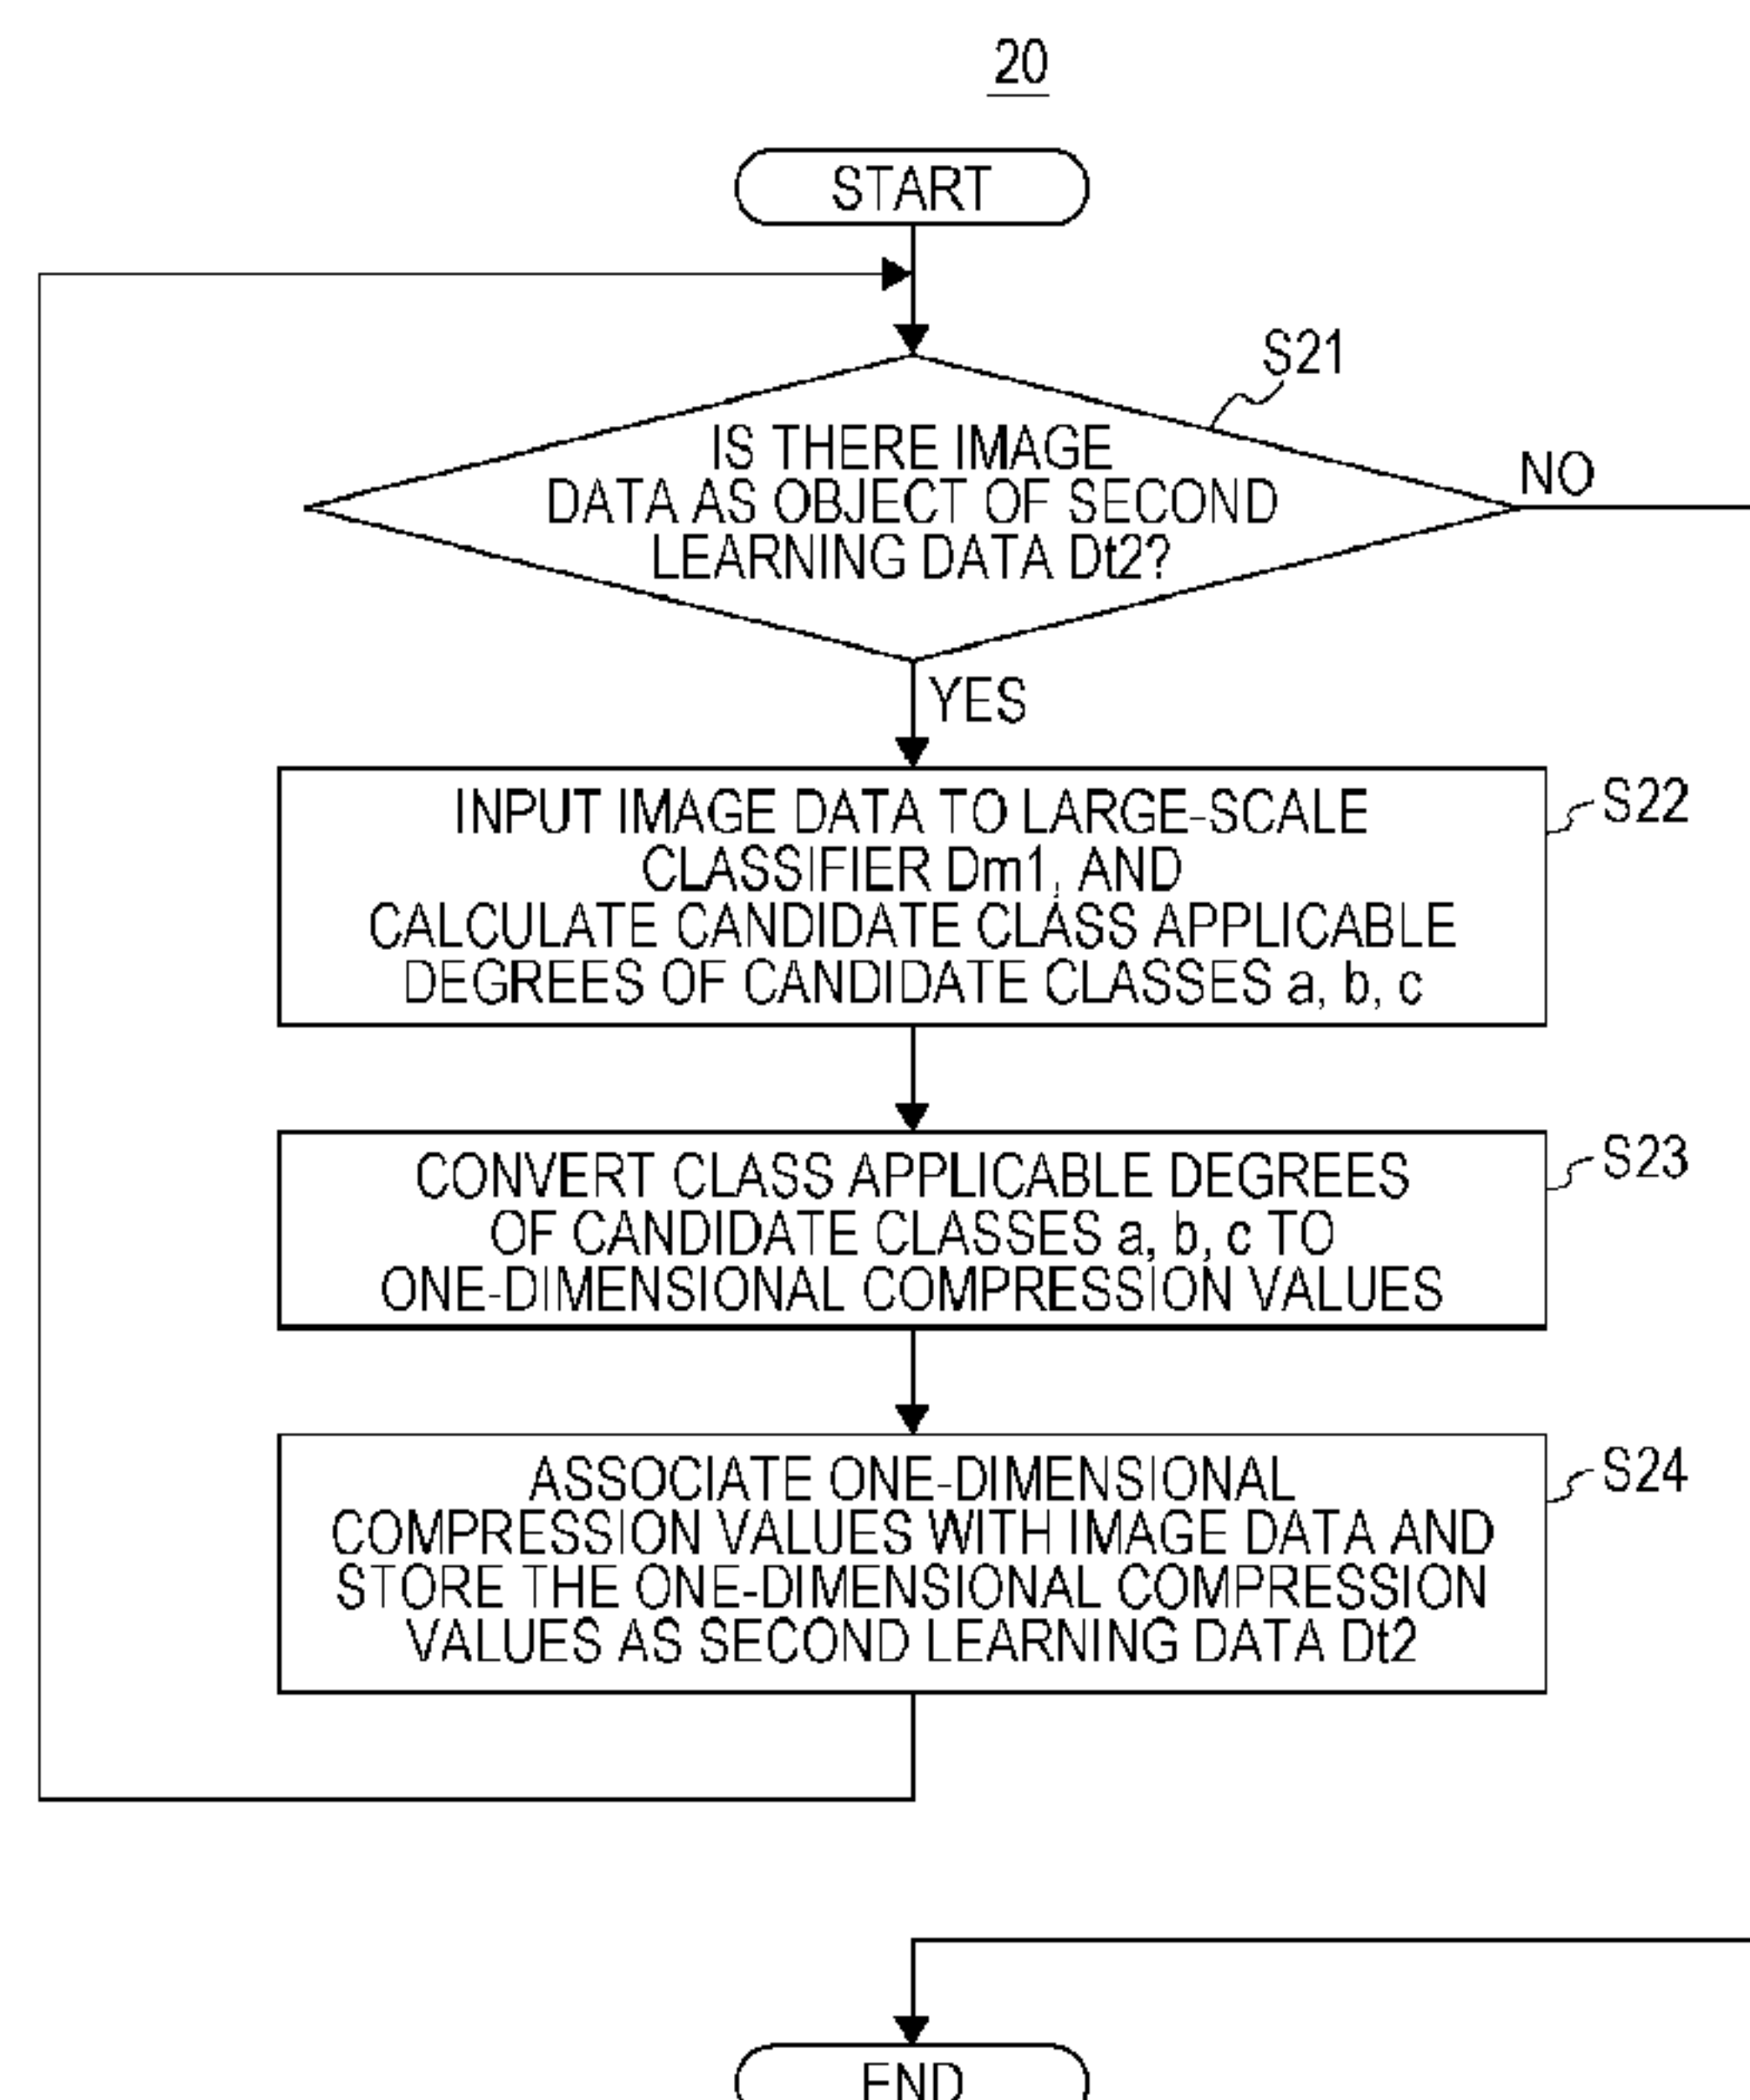 20
START
S21
IS THERE IMAGE
DATA AS OBJECT OF SECOND
LEARNING DATA Dt2?
NO
YES
S22
INPUT IMAGE DATA TO LARGE-SCALE
CLASSIFIER Dm1, AND
CALCULATE CANDIDATE CLASS APPLICABLE
DEGREES OF CANDIDATE CLASSES a, b, c
S23
CONVERT CLASS APPLICABLE DEGREES
OF CANDIDATE CLASSES a, b, c TO
ONE-DIMENSIONAL COMPRESSION VALUES
S24
ASSOCIATE ONE-DIMENSIONAL
COMPRESSION VALUES WITH IMAGE DATA AND
STORE THE ONE-DIMENSIONAL COMPRESSION
VALUES AS SECOND LEARNING DATA Dt2
END